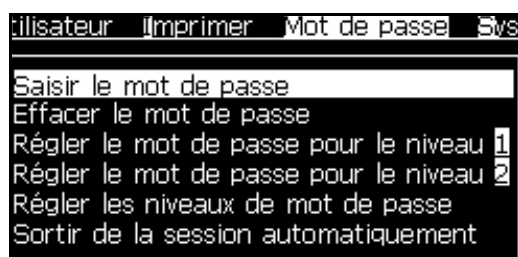 tilisateur Imprimer Mot de passe Sys
Saisir le mot de passe
Effacer le mot de passe
Régler le mot de passe pour le niveau 1
Régler le mot de passe pour le niveau 2
Régler les niveaux de mot de passe
Sortir de la session automatiquement